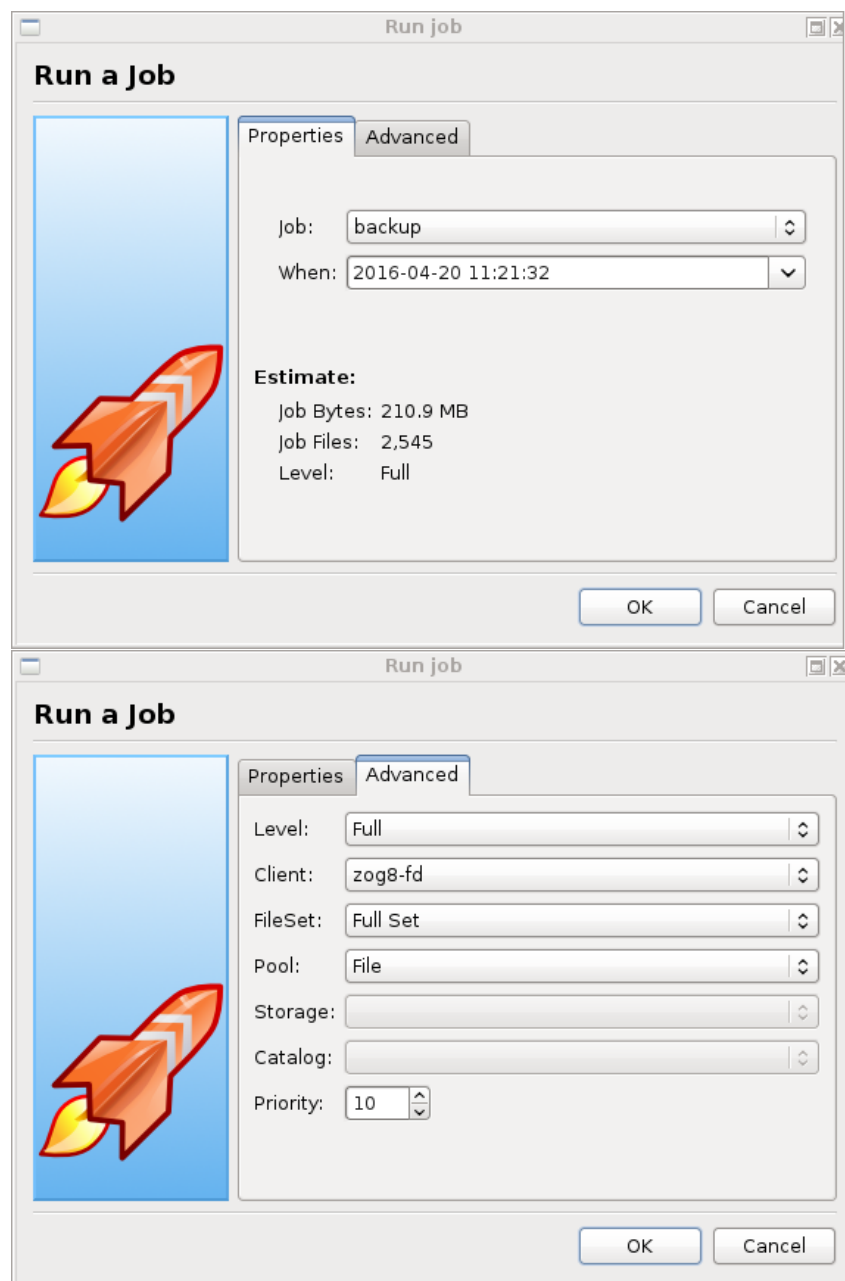 Run job
Run a Job
Properties Advanced
Job: backup
When: 2016-04-20 11:21:32
Estimate:
Job Bytes: 210.9 MB
Job Files: 2,545
Level: Full
OK Cancel
Run job
Run a Job
Properties Advanced
Level: Full
Client: zog8-fd
FileSet: Full Set
Pool: File
Storage:
Catalog:
Priority: 10
OK Cancel